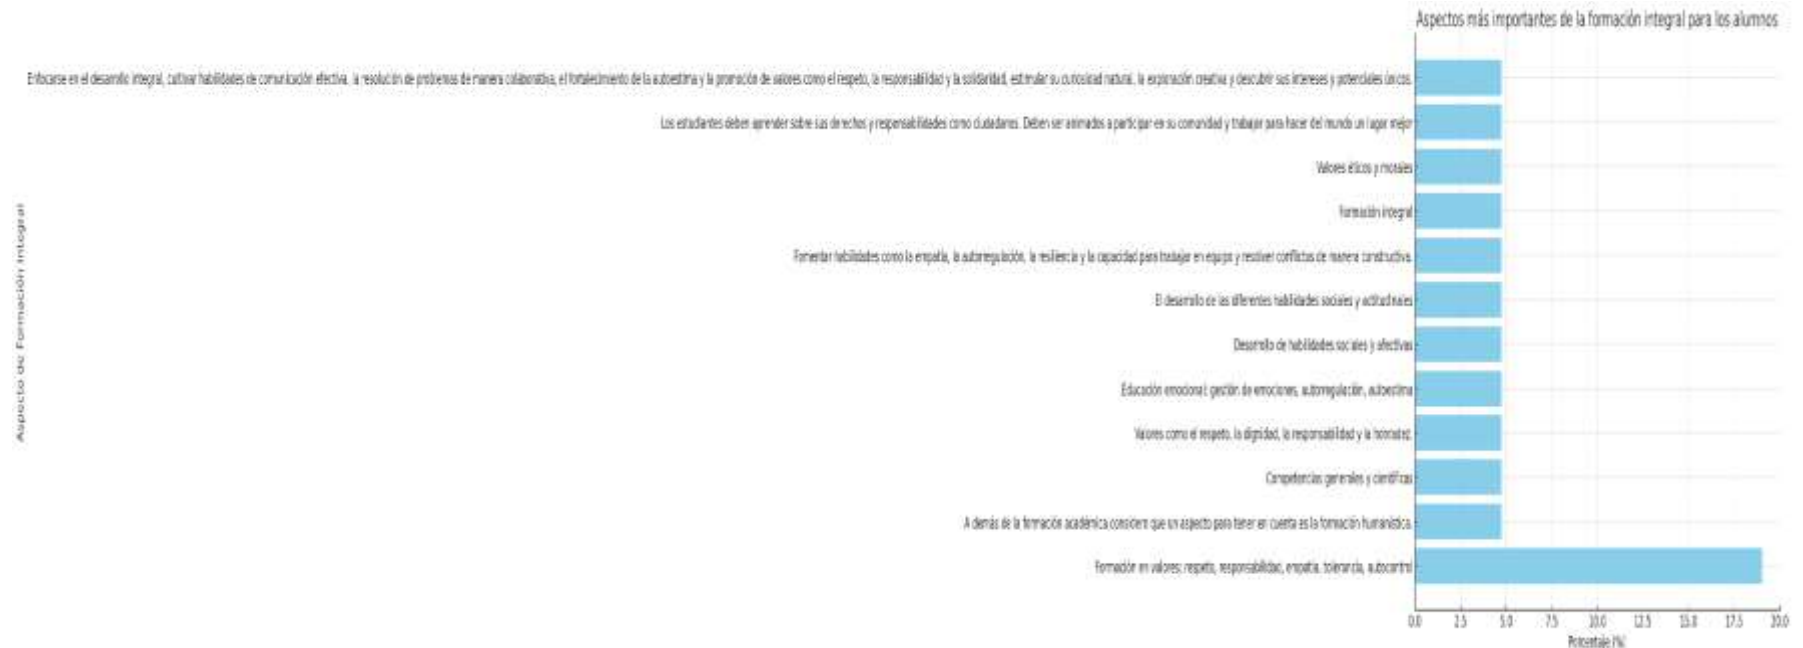 Aspectos más importantes de la formación integral para los alumnos
Enfocarse en el desarrollo integral, cultivar habilidades de comunicación efectiva, la resolución de problemas de manera colaborativa, el fortalecimiento de la autoestima y la promoción de valores como el respeto, la responsabilidad y la solidaridad, estimular su curiosidad natural, la exploración creativa y descubrir sus intereses y potenciales únicos.
Los estudiantes deben aprender sobre sus derechos y responsabilidades como ciudadanos. Deben ser animados a participar en su comunidad y trabajar para hacer del mundo un lugar mejor
Valores éticos y morales
Formación integral
Fomentar habilidades como la empatía, la autorregulación, la resiliencia y la capacidad para trabajar en equipo y resolver conflictos de manera constructiva.
El desarrollo de las diferentes habilidades sociales y actitudinales
Desarrollo de habilidades sociales y afectivas
Educación emocional: gestión de emociones, autorregulación, autoestima
Valores como el respeto, la dignidad, la responsabilidad y la honradez.
Competencias generales y científicas
A demás de la formación académica considero que un aspecto para tener en cuenta es la formación humanística.
Formación en valores: respeto, responsabilidad, empatía, tolerancia, autocontrol
Aspecto de Formación Integral
0.0 2.5 5.0 7.5 10.0 12.5 15.0 17.5 20.0
Porcentaje (%)